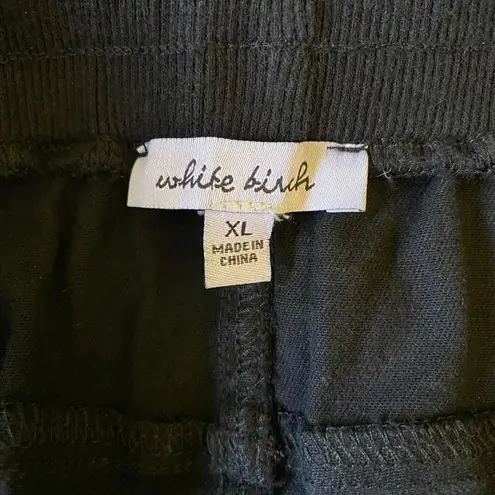 white birch
XL
MADE IN
CHINA